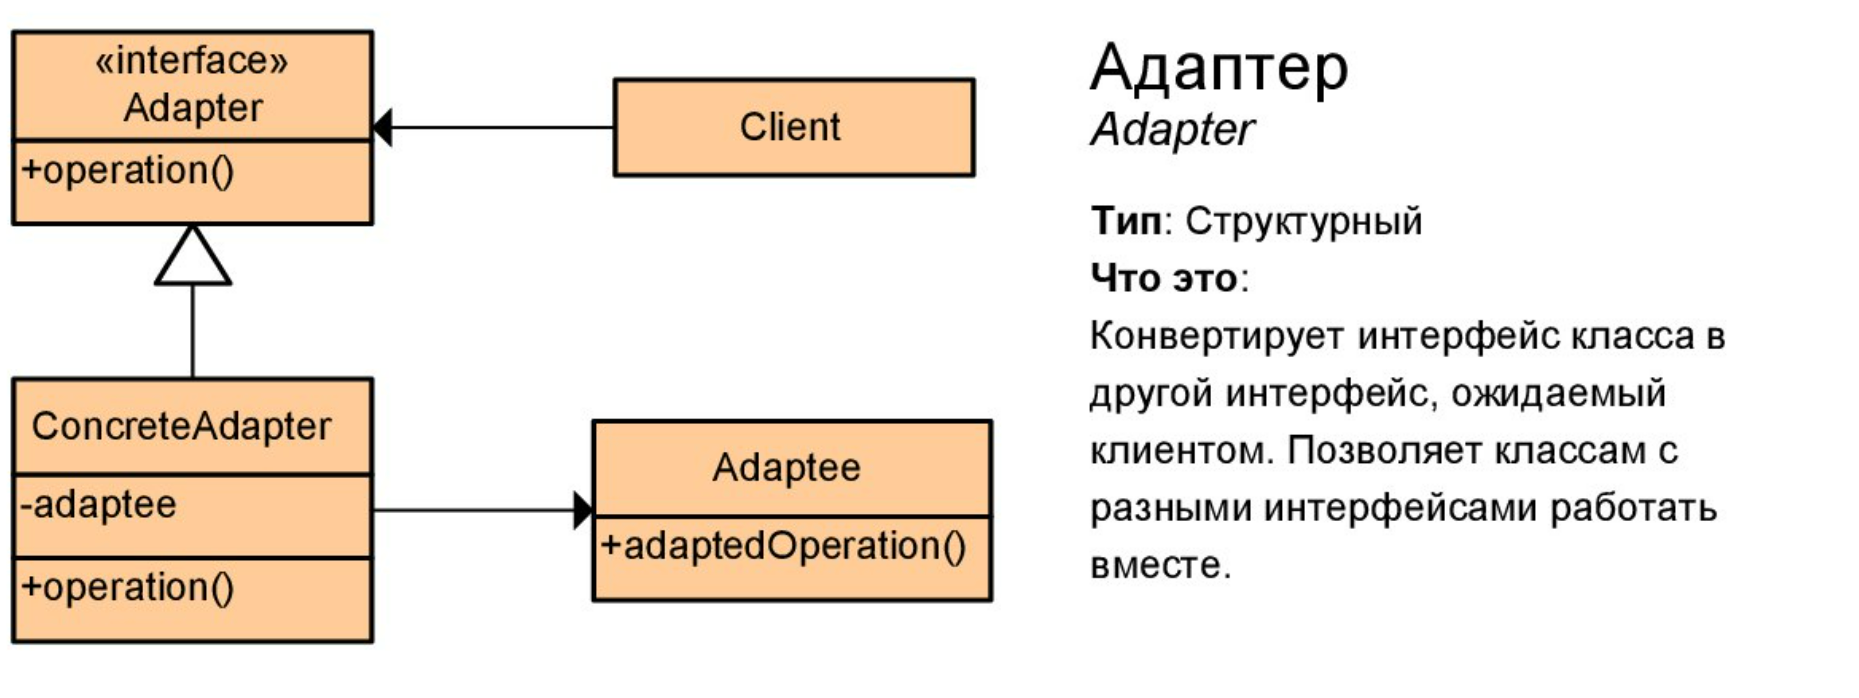 «interface»
Adapter
+operation()
Client
ConcreteAdapter
-adaptee
+operation()
Adaptee
+adaptedOperation()
Адаптер
Adapter
Тип: Структурный
Что это:
Конвертирует интерфейс класса в
другой интерфейс, ожидаемый
клиентом. Позволяет классам с
разными интерфейсами работать
вместе.